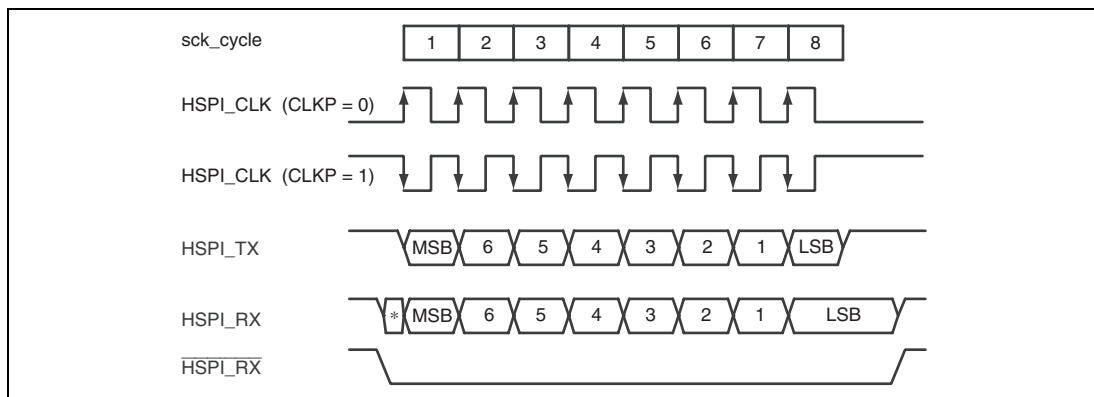 sck_cycle 1 2 3 4 5 6 7 8
HSPI_CLK (CLKP = 0)
HSPI_CLK (CLKP = 1)
HSPI_TX MSB 6 5 4 3 2 1 LSB
HSPI_RX * MSB 6 5 4 3 2 1 LSB
HSPI_RX